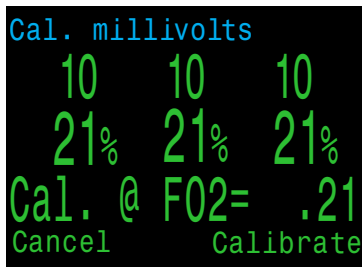 Cal. millivolts
10 10 10
21% 21% 21%
Cal. @ FO2= .21
Cancel Calibrate